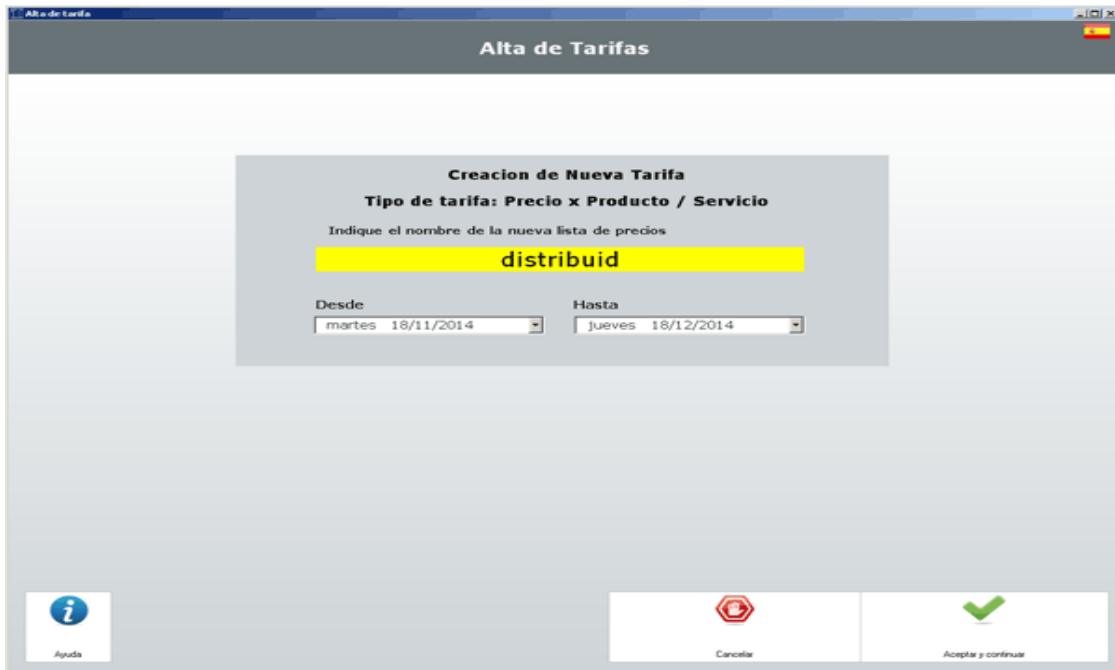 Alta de tarifa
Alta de Tarifas
Creacion de Nueva Tarifa
Tipo de tarifa: Precio x Producto / Servicio
Indique el nombre de la nueva lista de precios
distribuid
Desde Hasta
martes 18/11/2014 jueves 18/12/2014
Ayuda Cancelar Aceptar y continuar